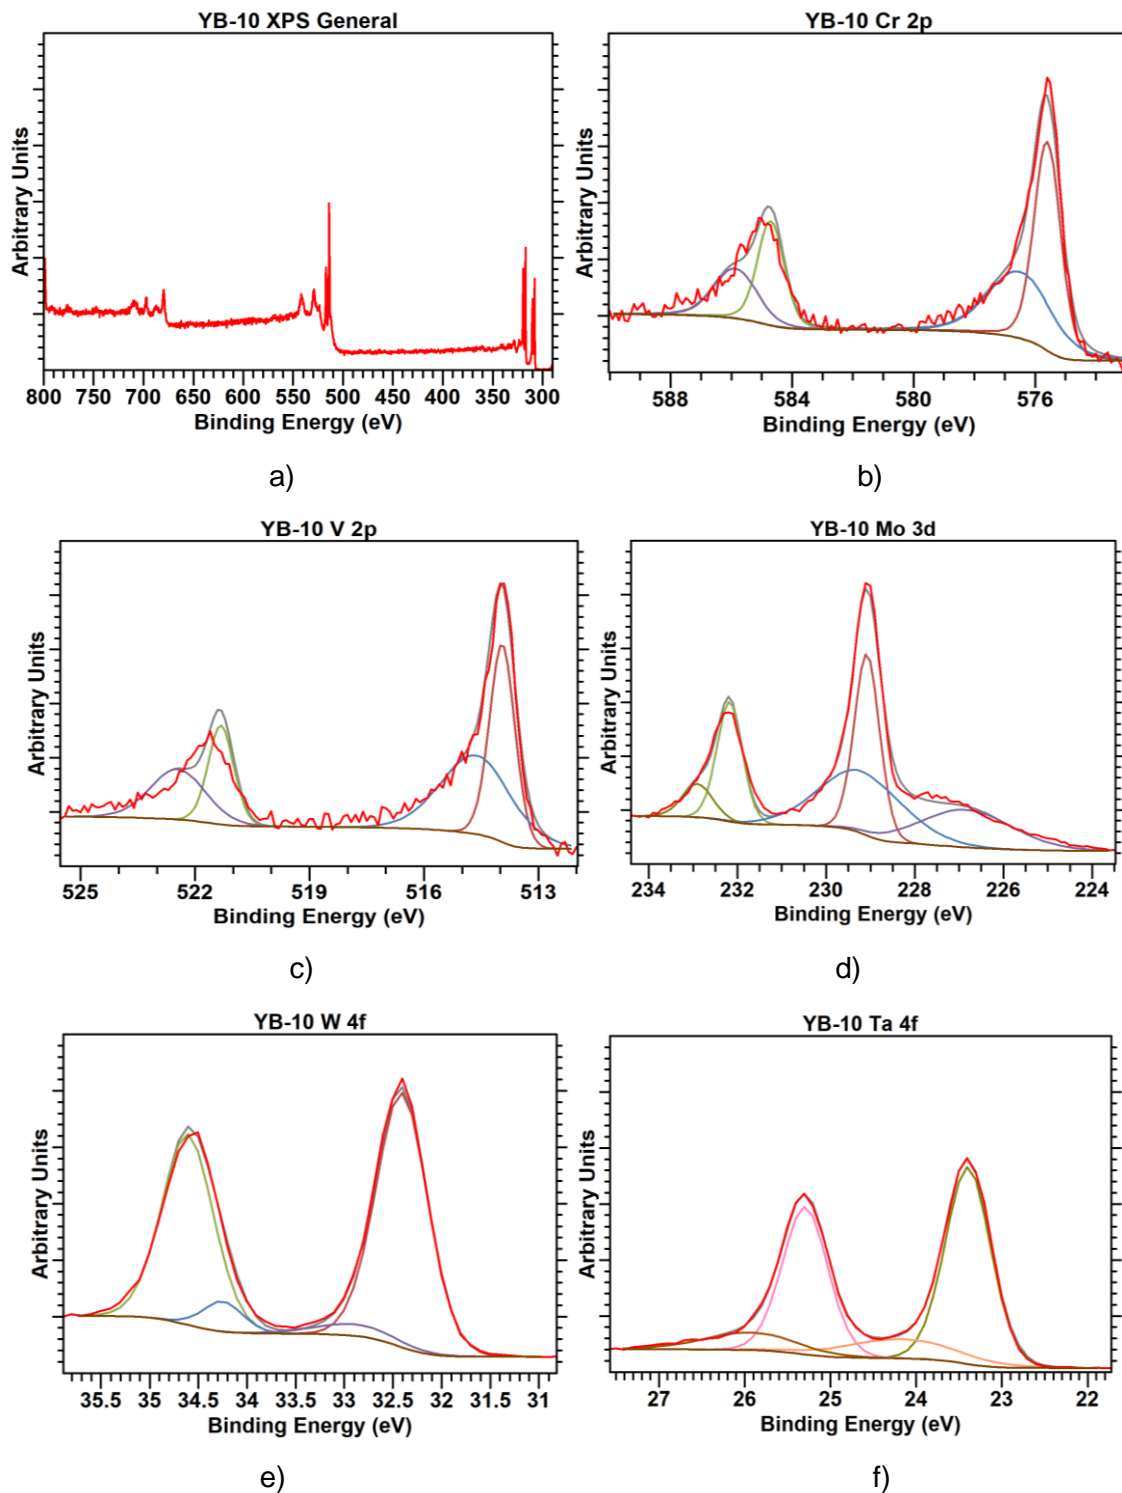 YB-10 XPS General
Arbitrary Units
800 750 700 650 600 550 500 450 400 350 300
Binding Energy (eV)
a)
YB-10 Cr 2p
Arbitrary Units
588 584 580 576
Binding Energy (eV)
b)
YB-10 V 2p
Arbitrary Units
525 522 519 516 513
Binding Energy (eV)
c)
YB-10 Mo 3d
Arbitrary Units
234 232 230 228 226 224
Binding Energy (eV)
d)
YB-10 W 4f
Arbitrary Units
35.5 35 34.5 34 33.5 33 32.5 32 31.5 31
Binding Energy (eV)
e)
YB-10 Ta 4f
Arbitrary Units
27 26 25 24 23 22
Binding Energy (eV)
f)